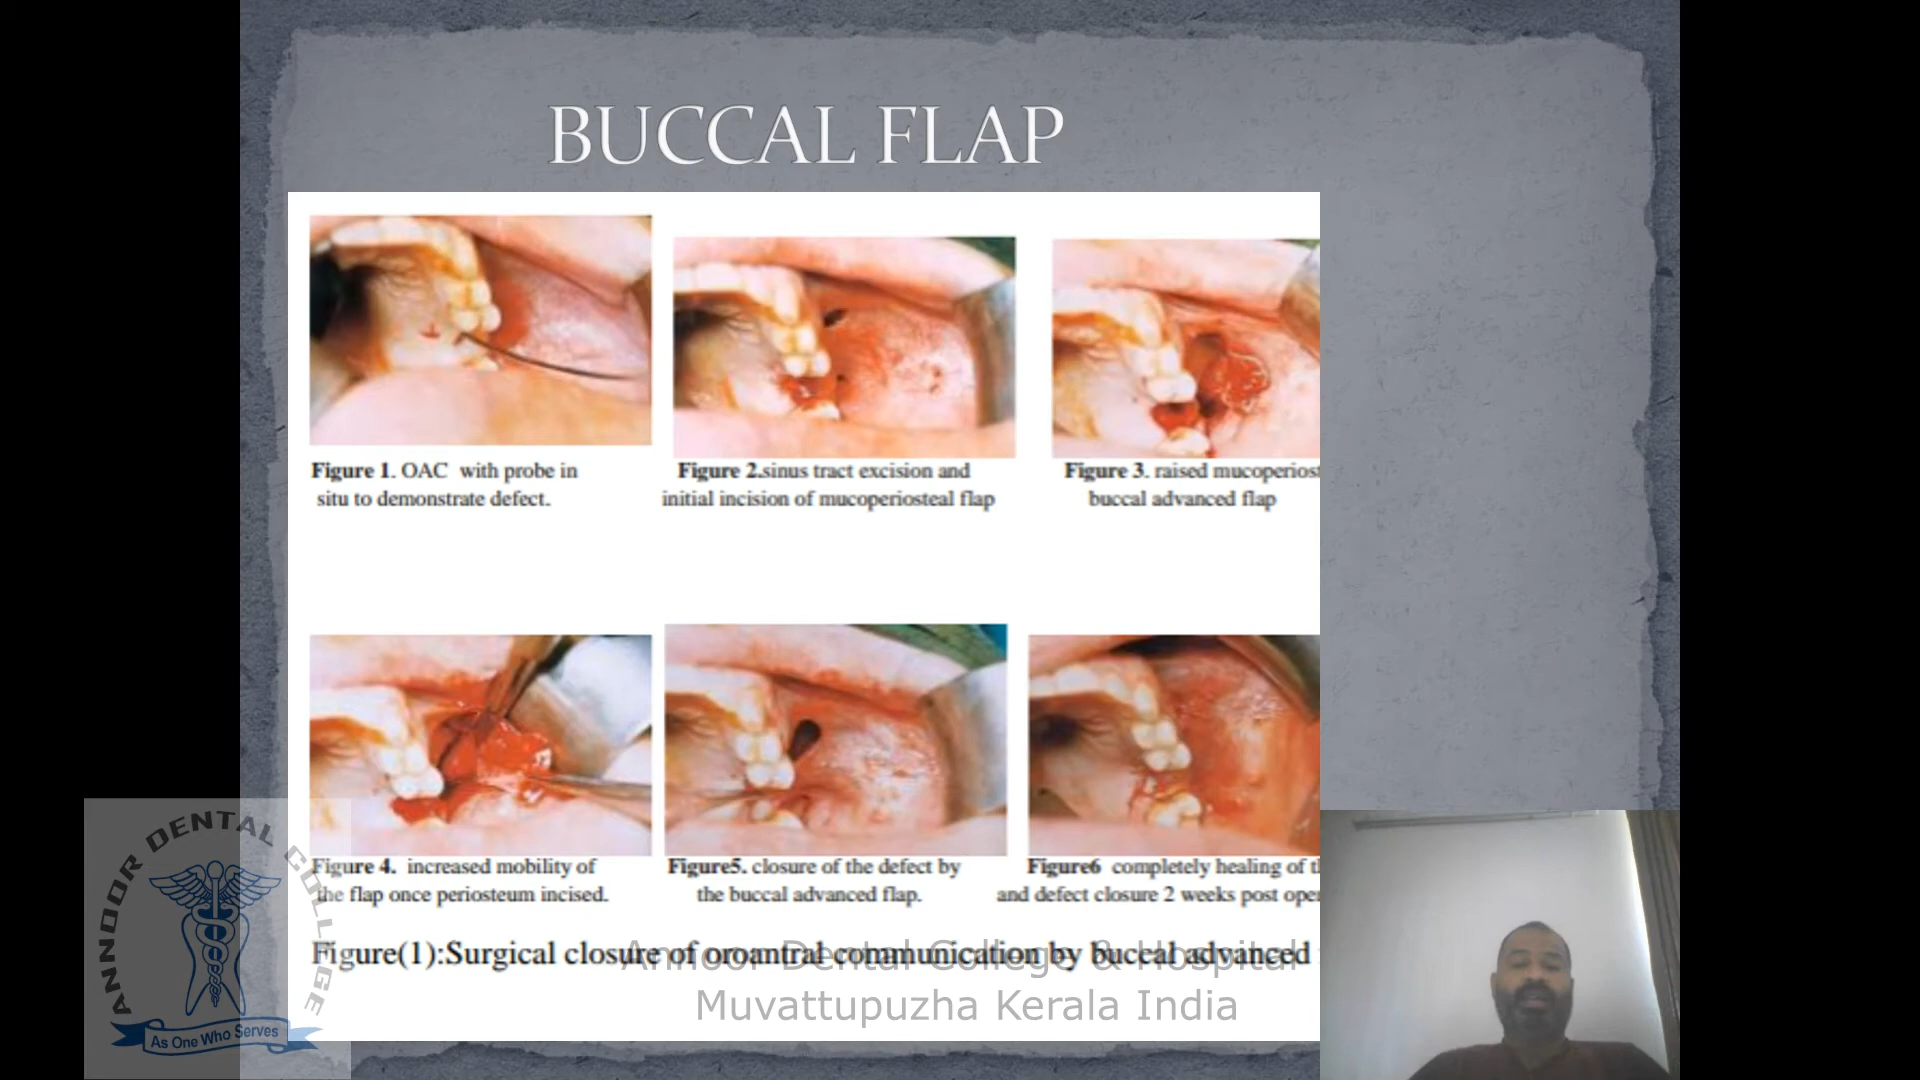 BUCCAL FLAP
Figure 1. OAC with probe in
situ to demonstrate defect.
Figure 2.sinus tract excision and
initial incision of mucoperiosteal flap
Figure 3. raised mucoperiost
buccal advanced flap
Figure 4. increased mobility of
the flap once periosteum incised.
Figure5. closure of the defect by
the buccal advanced flap.
Figure6 completely healing of t
and defect closure 2 weeks post oper
Figure(1):Surgical closure of oroantral communication by buccal advanced
Annoor Dental College & Hospital
Muvattupuzha Kerala India
ANNOOR DENTAL COLLEGE
As One Who Serves